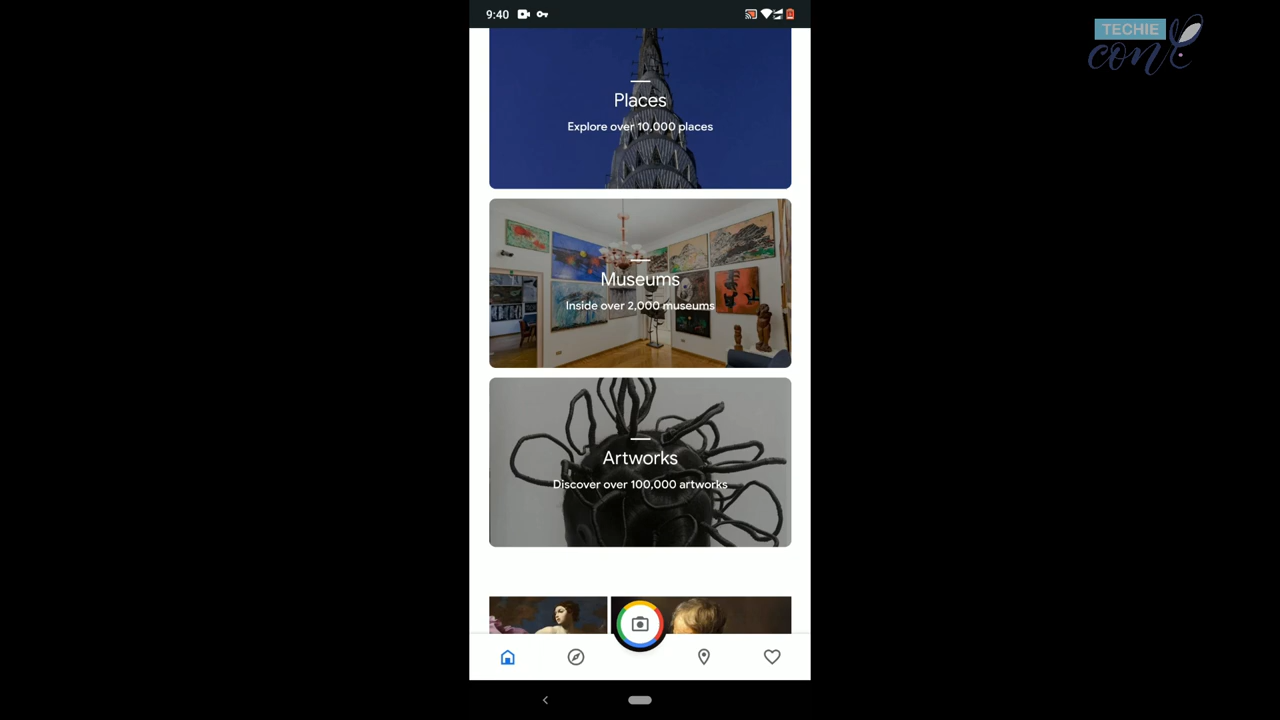 9:40
TECHIE
Places
Explore over 10,000 places
Museums
Inside over 2,000 museums
Artworks
Discover over 100,000 artworks